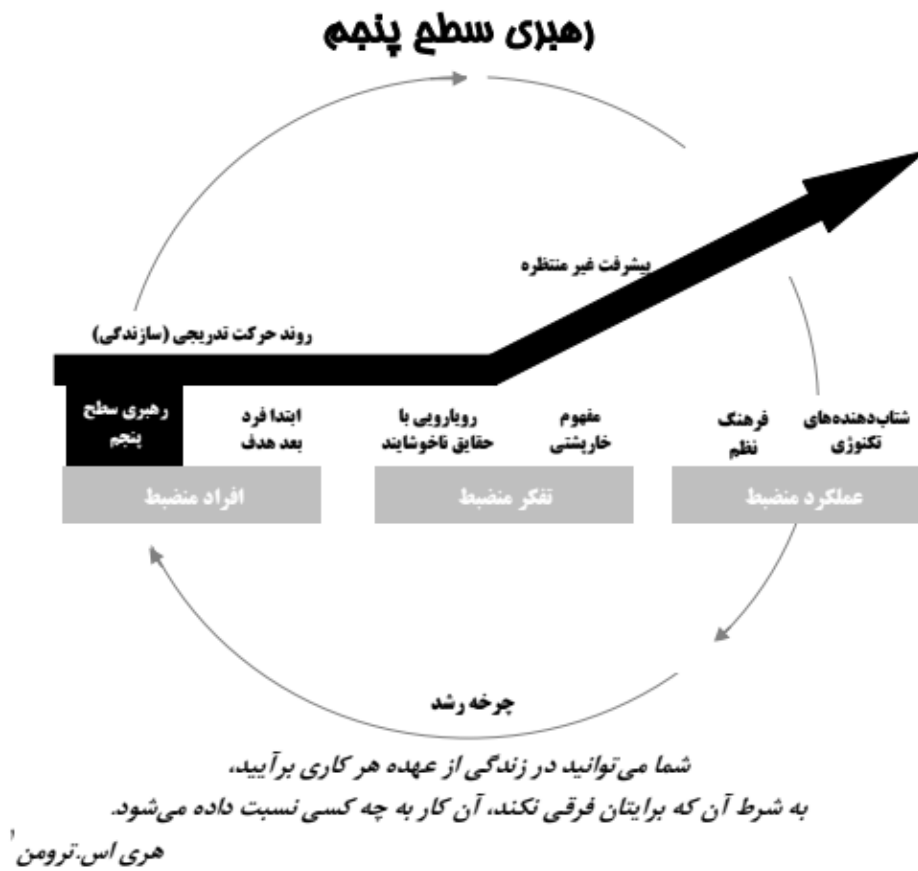 رهبری سطح پنجم
پیشرفت غیر منتظره
روند حرکت تدریجی (سازندگی)
رهبری سطح
پنجم
ابتدا فرد
بعد هدف
رویارویی با
حقایق ناخوشایند
مفهوم
خارپشتی
فرهنگ
نظم
شتاب‌دهنده‌های
تکنوژی
افراد منضبط
تفکر منضبط
عملکرد منضبط
چرخه رشد
شما می‌توانید در زندگی از عهده هر کاری برآیید،
به شرط آن که برایتان فرقی نکند، آن کار به چه کسی نسبت داده می‌شود.
هری اس.ترومن ۱